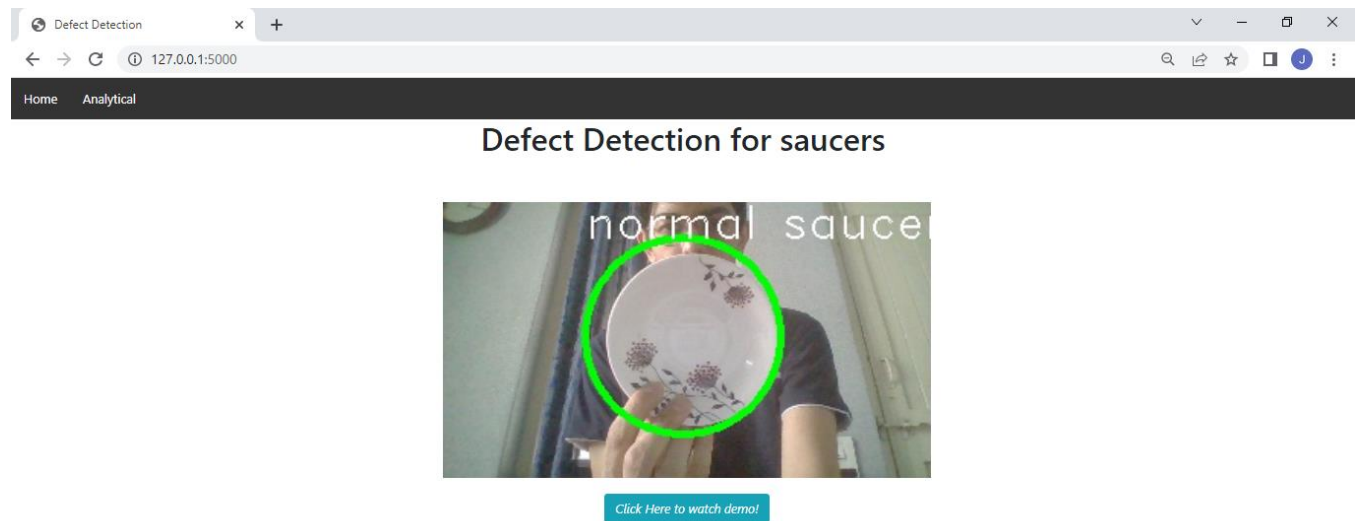 Defect Detection
127.0.0.1:5000
J
Home Analytical
Defect Detection for saucers
normal saucer
Click Here to watch demo!